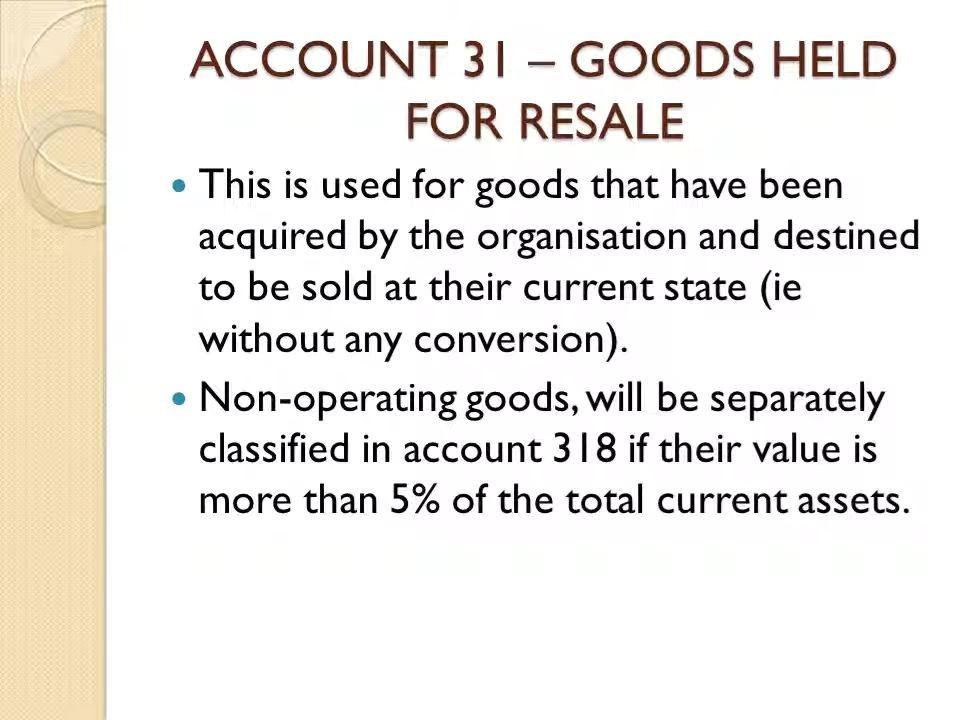 ACCOUNT 31 – GOODS HELD
FOR RESALE
• This is used for goods that have been
acquired by the organisation and destined
to be sold at their current state (ie
without any conversion).
• Non-operating goods, will be separately
classified in account 318 if their value is
more than 5% of the total current assets.